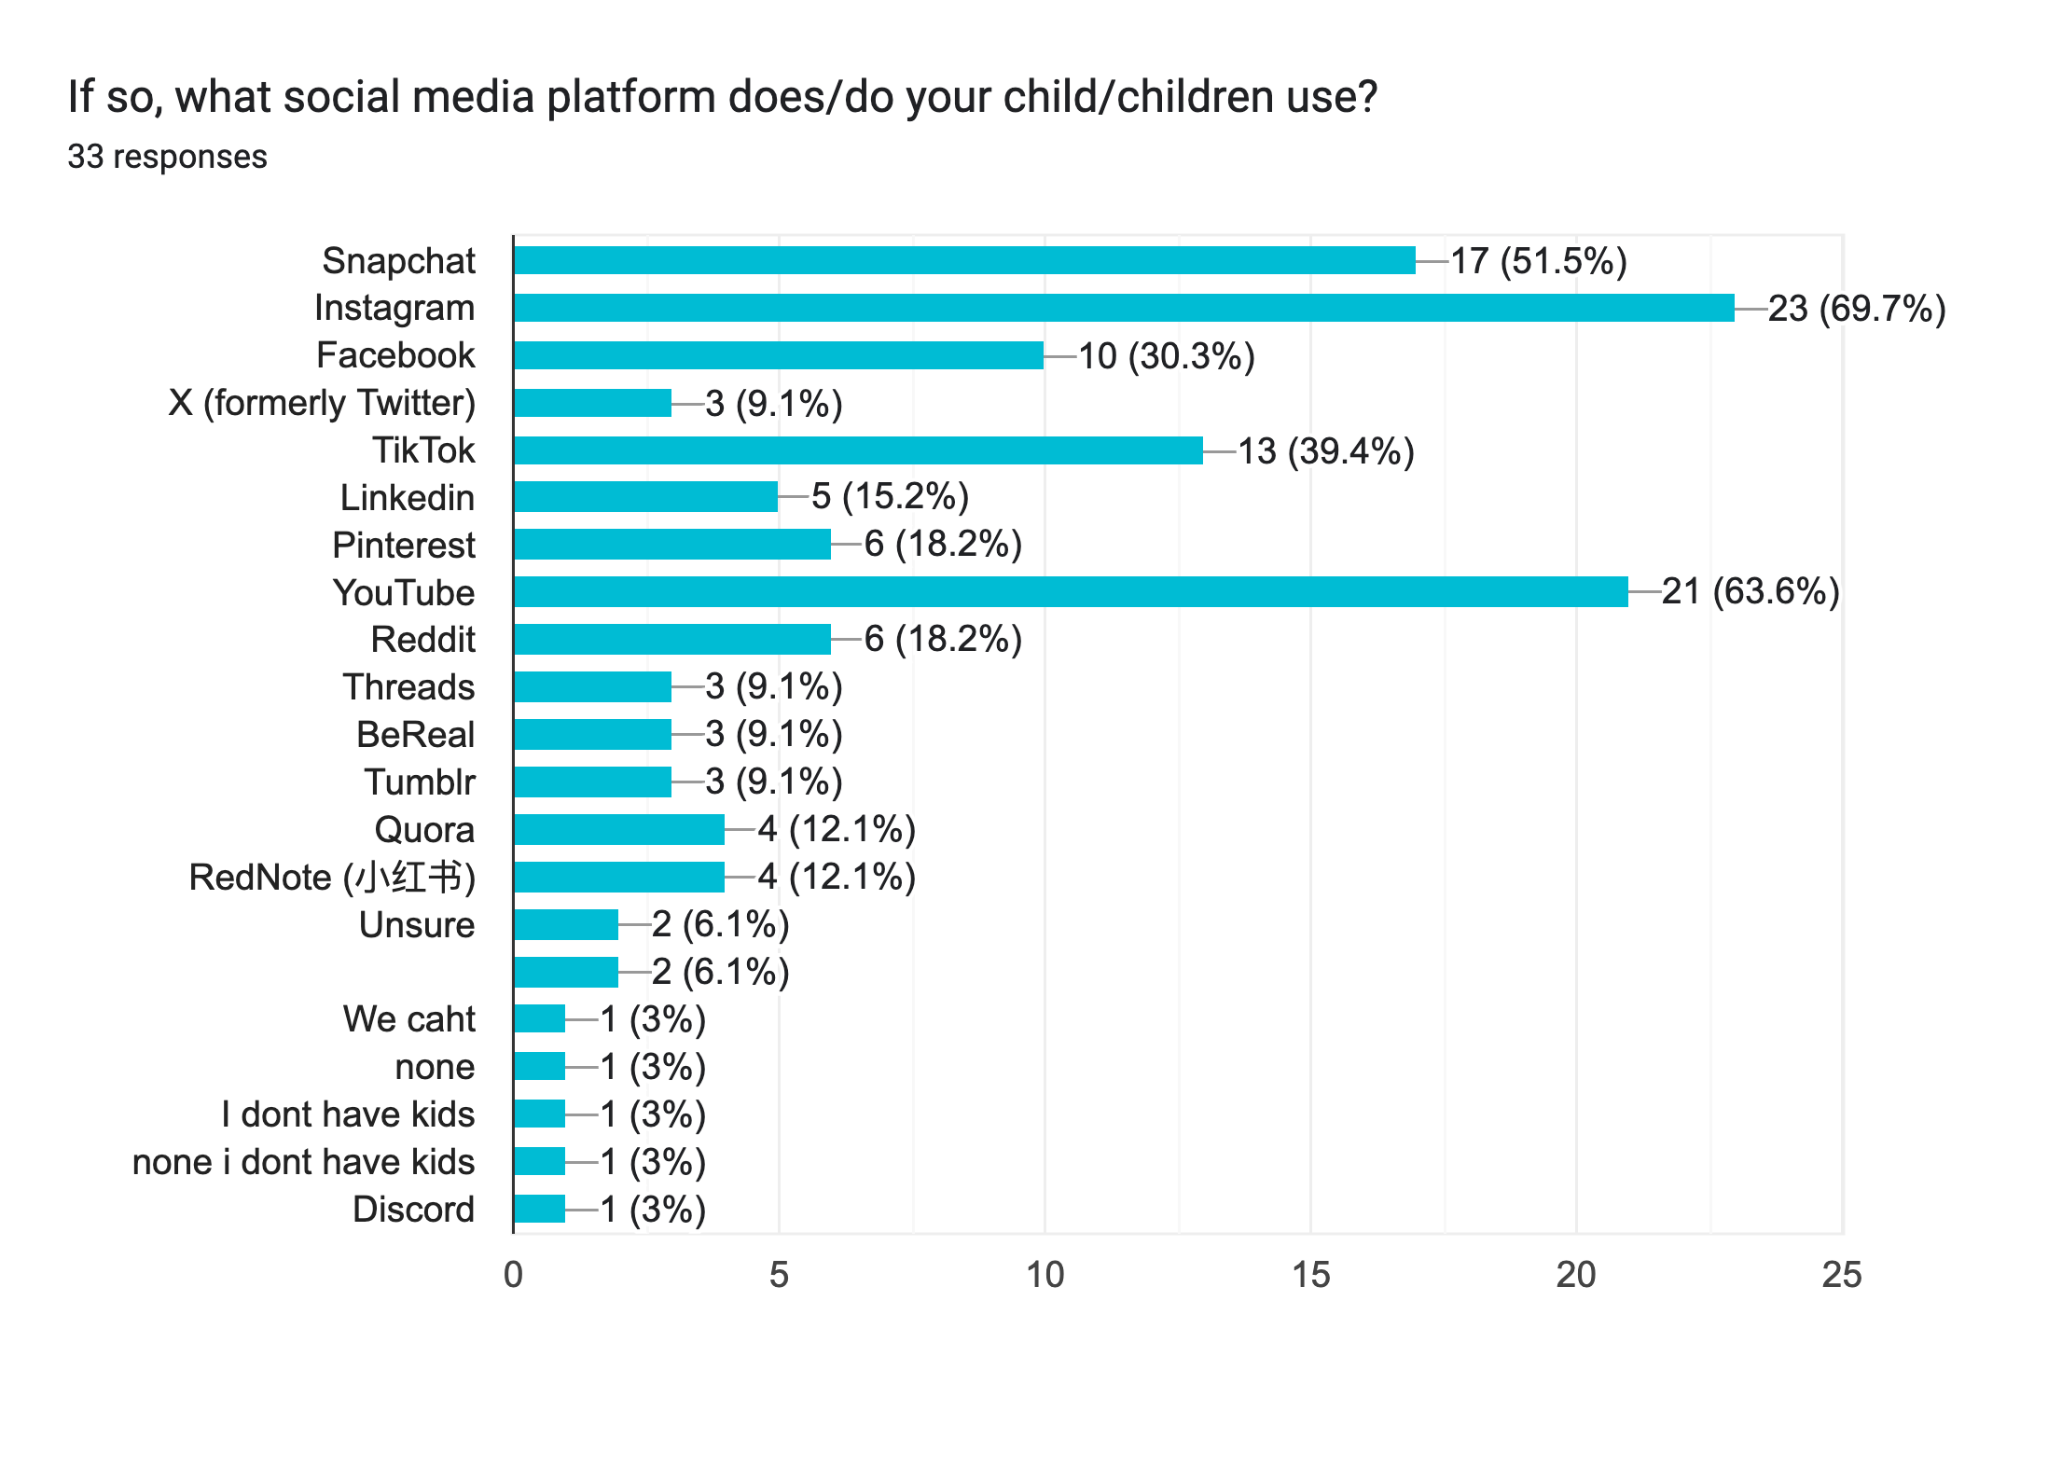 If so, what social media platform does/do your child/children use?
33 responses
Snapchat 17 (51.5%)
Instagram 23 (69.7%)
Facebook 10 (30.3%)
X (formerly Twitter) 3 (9.1%)
TikTok 13 (39.4%)
Linkedin 5 (15.2%)
Pinterest 6 (18.2%)
YouTube 21 (63.6%)
Reddit 6 (18.2%)
Threads 3 (9.1%)
BeReal 3 (9.1%)
Tumblr 3 (9.1%)
Quora 4 (12.1%)
RedNote (小红书) 4 (12.1%)
Unsure 2 (6.1%)
2 (6.1%)
We caht 1 (3%)
none 1 (3%)
I dont have kids 1 (3%)
none i dont have kids 1 (3%)
Discord 1 (3%)
0 5 10 15 20 25